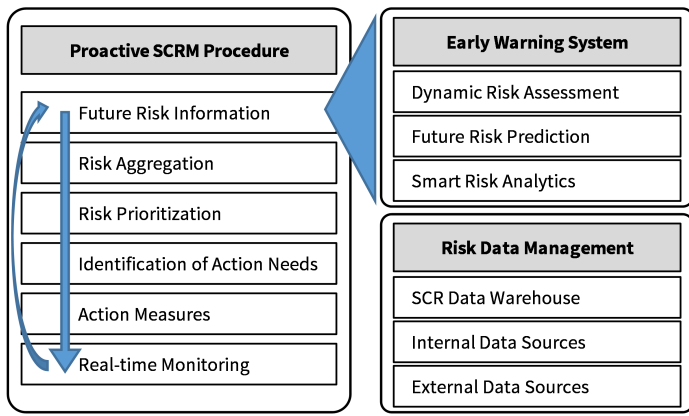 Proactive SCRM Procedure
Future Risk Information
Risk Aggregation
Risk Prioritization
Identification of Action Needs
Action Measures
Real-time Monitoring
Early Warning System
Dynamic Risk Assessment
Future Risk Prediction
Smart Risk Analytics
Risk Data Management
SCR Data Warehouse
Internal Data Sources
External Data Sources